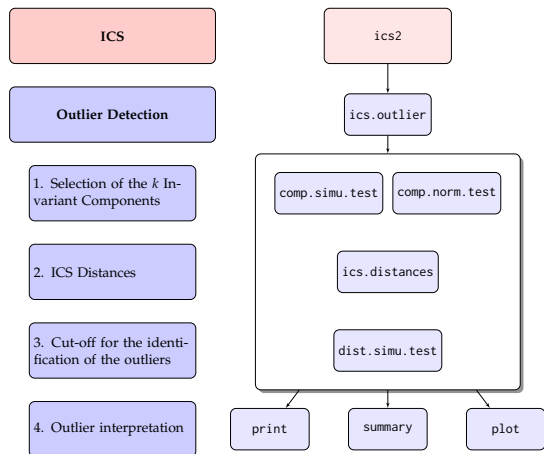 ICS
ics2
Outlier Detection
ics.outlier
1. Selection of the k In-
variant Components
comp.simu.test
comp.norm.test
2. ICS Distances
ics.distances
3. Cut-off for the identi-
fication of the outliers
dist.simu.test
4. Outlier interpretation
print
summary
plot